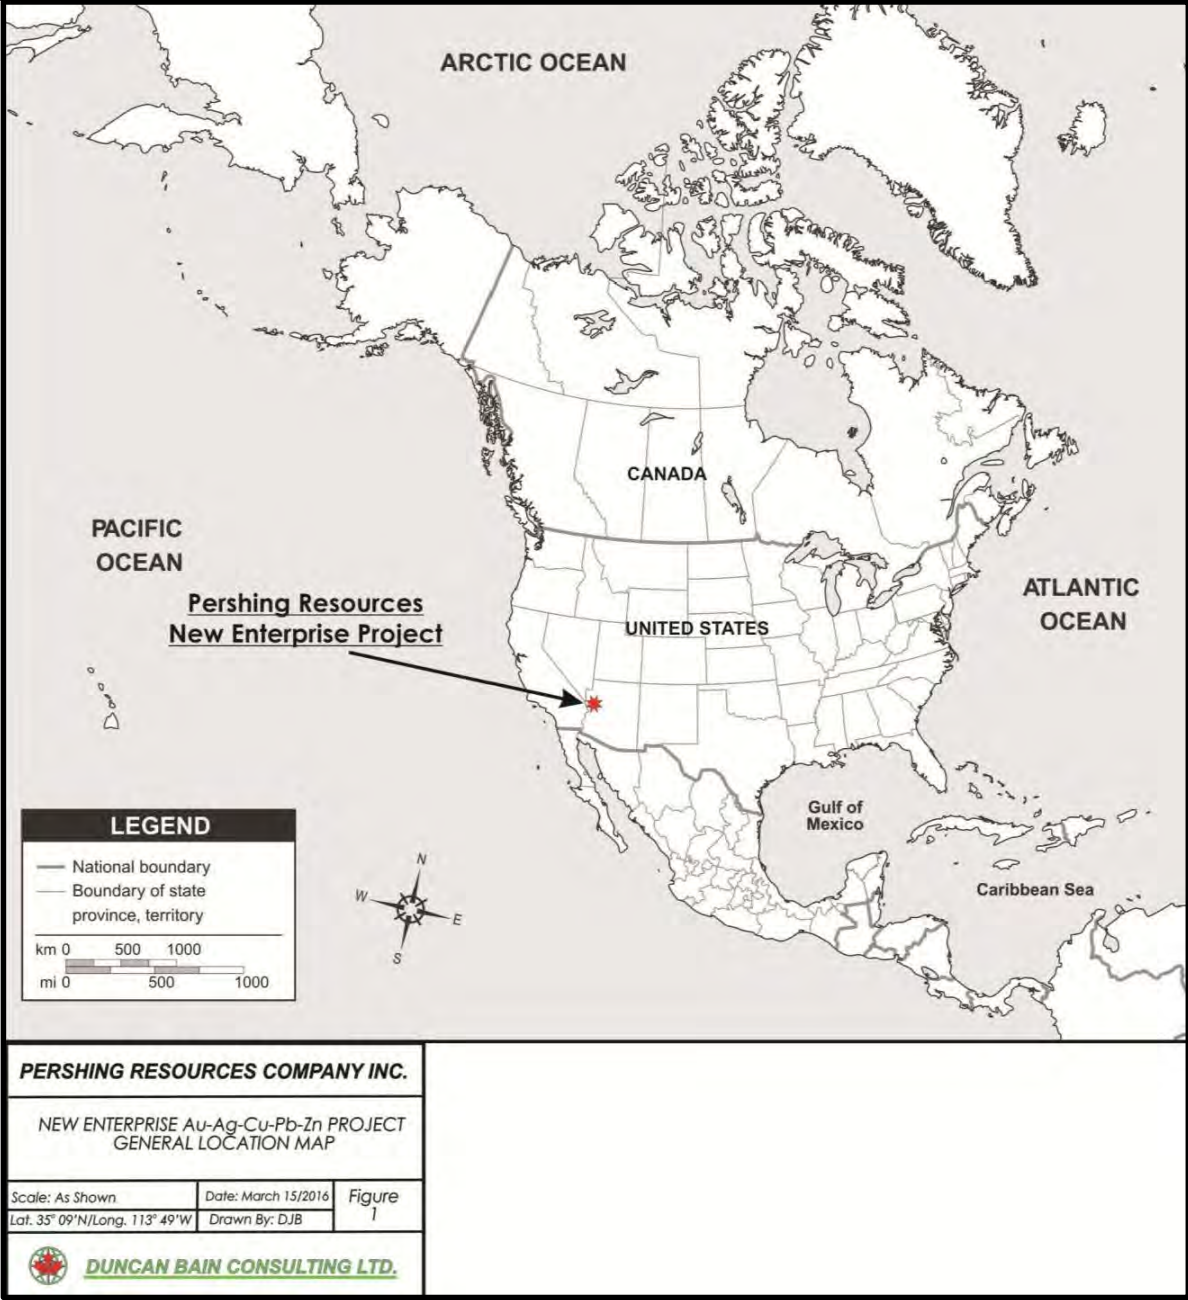 ARCTIC OCEAN
CANADA
PACIFIC
OCEAN
ATLANTIC
OCEAN
Pershing Resources
New Enterprise Project
UNITED STATES
Gulf of
Mexico
Caribbean Sea
LEGEND
National boundary
Boundary of state
province, territory
km 0 500 1000
mi 0 500 1000
N
W
E
S
PERSHING RESOURCES COMPANY INC.
NEW ENTERPRISE Au-Ag-Cu-Pb-Zn PROJECT
GENERAL LOCATION MAP
Scale: As Shown
Date: March 15/2016
Figure
1
Lat. 35° 09'N/Long. 113° 49'W
Drawn By: DJB
DUNCAN BAIN CONSULTING LTD.